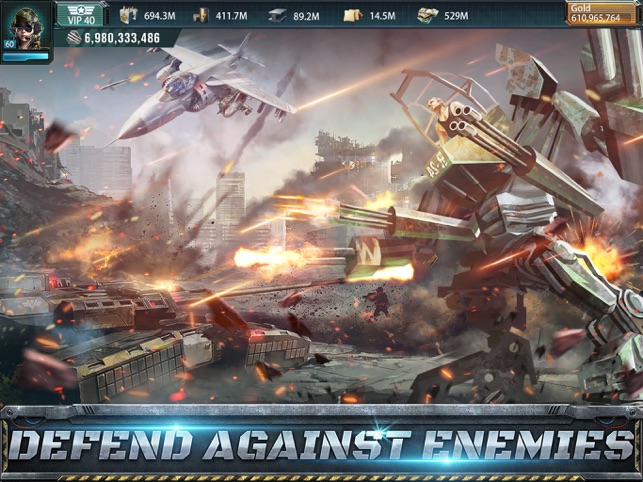 VIP 40
694.3M
411.7M
89.2M
14.5M
529M
Gold
610,965,764
60
6,980,333,486
N
DEFEND AGAINST ENEMIES